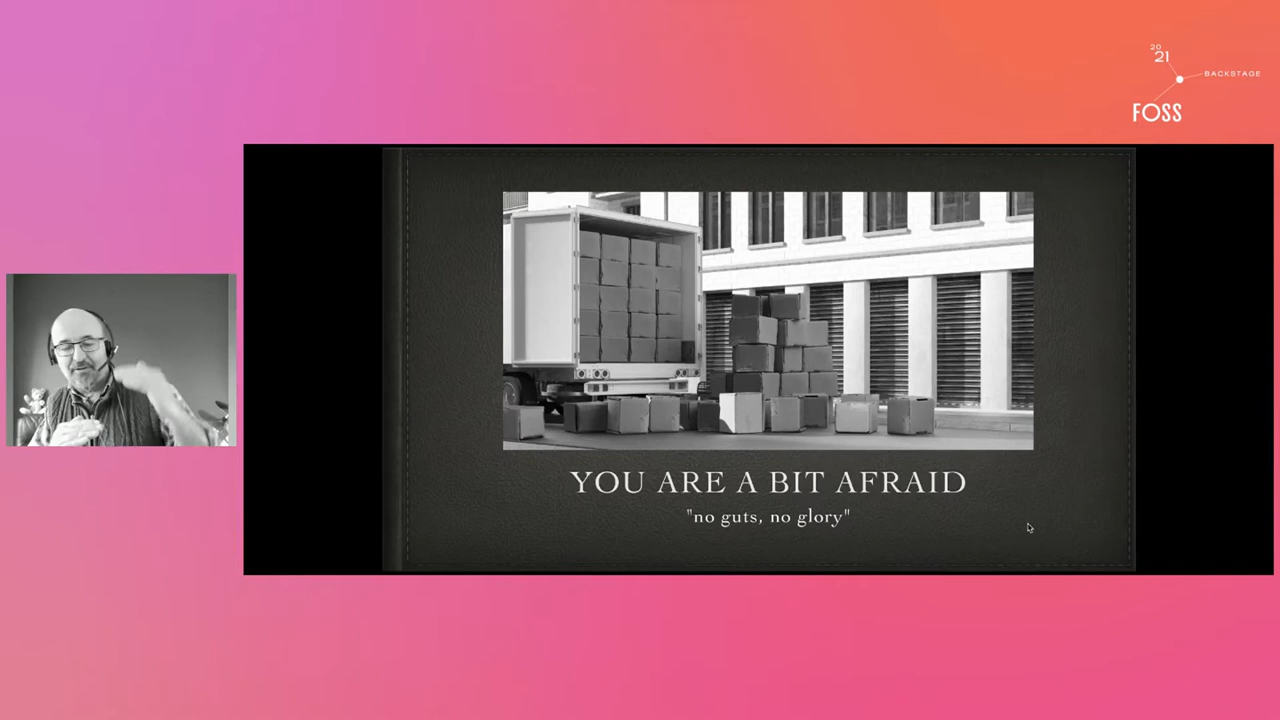 20
21
BACKSTAGE
FOSS
YOU ARE A BIT AFRAID
"no guts, no glory"